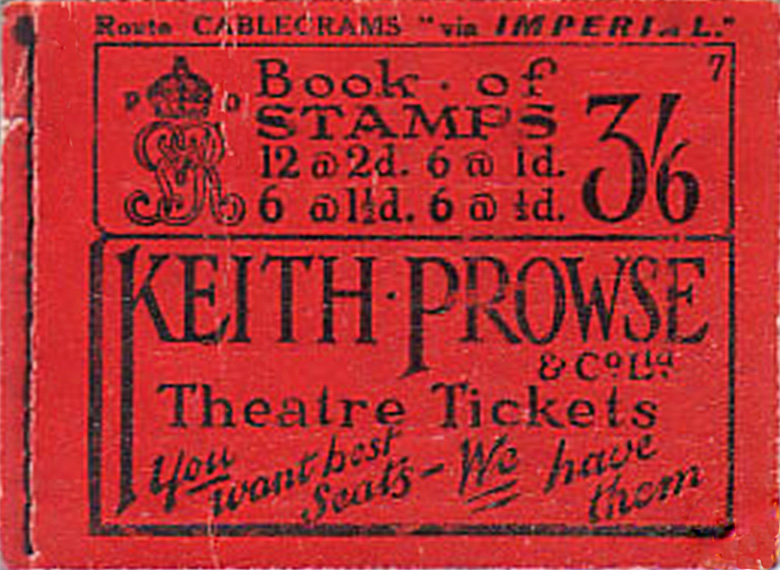 Route CABLEGRAMS "via IMPERIAL."
7
Book · of
STAMPS
3/6
12 @ 2d. 6 @ 1d.
6 @ 1½d. 6 @ ½d.
KEITH · PROWSE
& Co Ltd
Theatre Tickets
You want best Seats – We have them